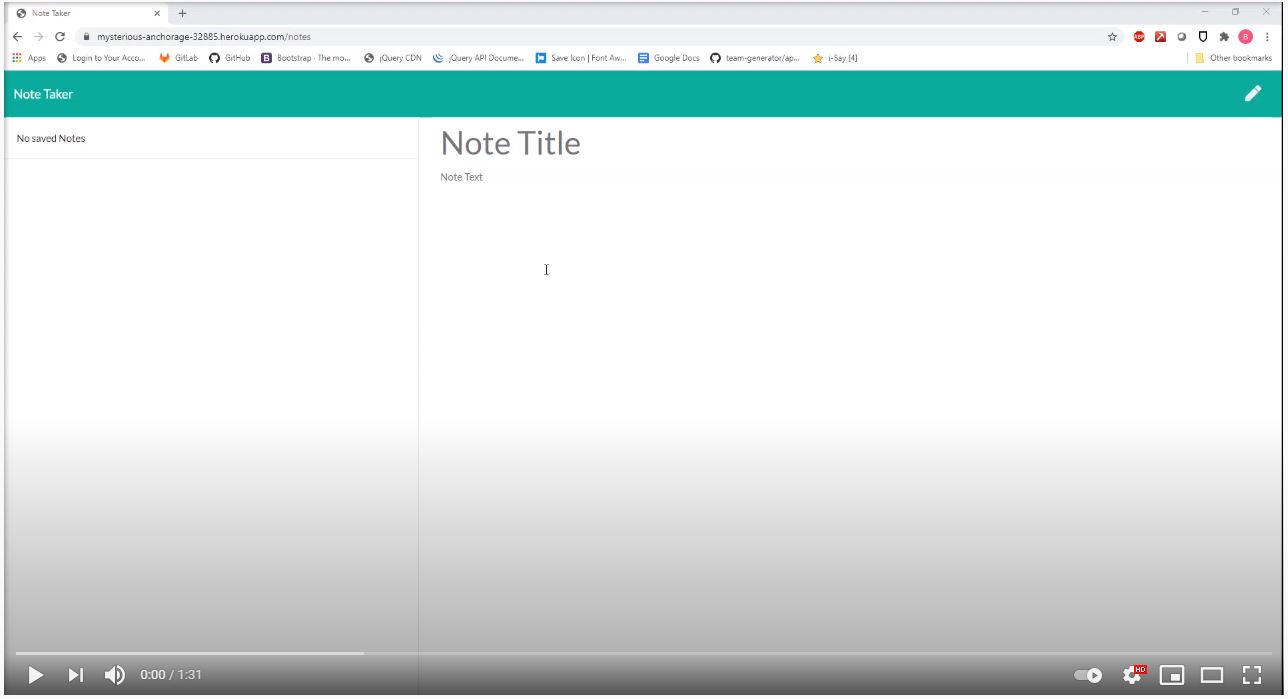 Note Taker
mysterious-anchorage-32885.herokuapp.com/notes
ABP B
Apps Login to Your Acco... GitLab GitHub Bootstrap · The mo... jQuery CDN jQuery API Docume... Save Icon | Font Aw... Google Docs team-generator/ap... i-Say [4] Other bookmarks
Note Taker
No saved Notes
Note Title
Note Text
0:00 / 1:31 HD